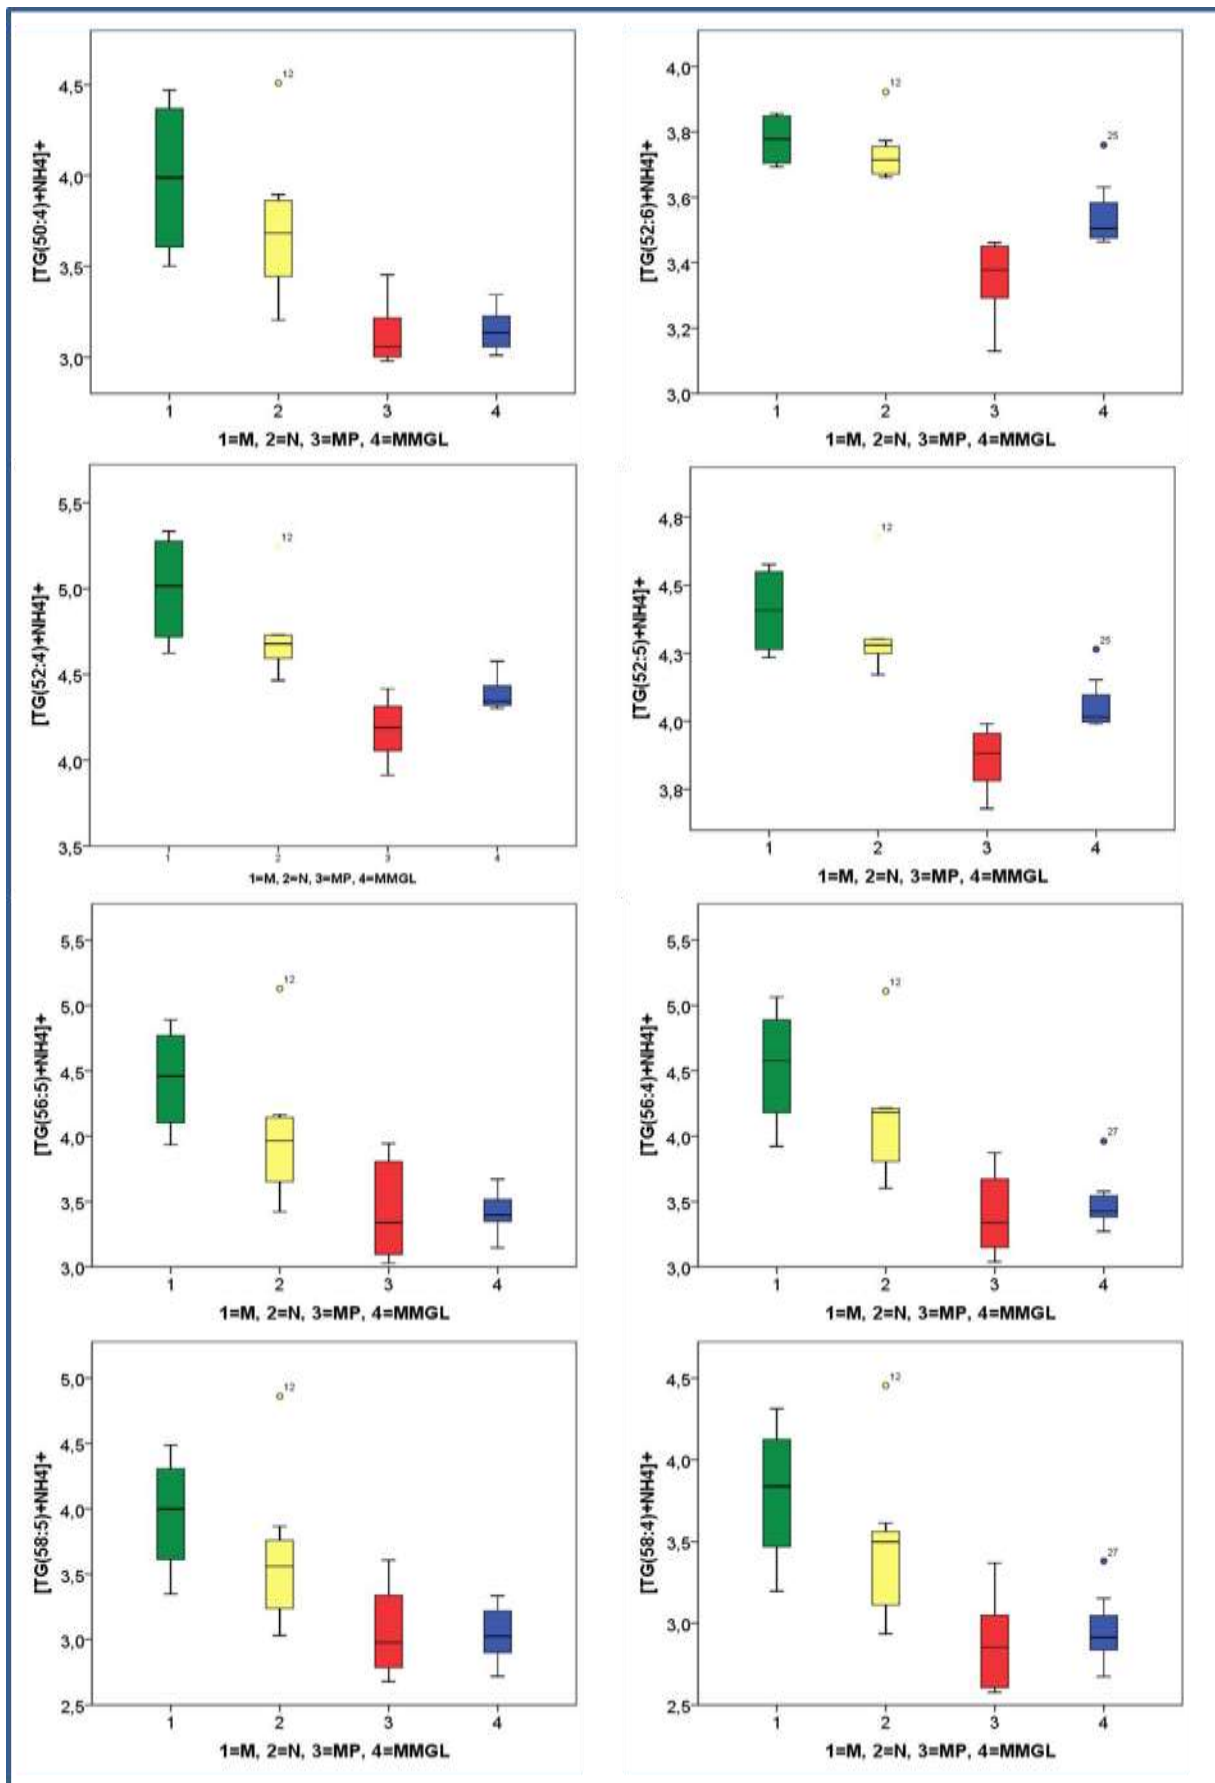 [TG(50:4)+NH4]+
4,5
4,0
3,5
3,0
12
1 2 3 4
1=M, 2=N, 3=MP, 4=MMGL
[TG(52:6)+NH4]+
4,0
3,8
3,6
3,4
3,2
3,0
12
25
1 2 3 4
1=M, 2=N, 3=MP, 4=MMGL
[TG(52:4)+NH4]+
5,5
5,0
4,5
4,0
3,5
12
1 2 3 4
1=M, 2=N, 3=MP, 4=MMGL
[TG(52:5)+NH4]+
4,8
4,5
4,3
4,0
3,8
12
25
1 2 3 4
1=M, 2=N, 3=MP, 4=MMGL
[TG(56:5)+NH4]+
5,5
5,0
4,5
4,0
3,5
3,0
12
1 2 3 4
1=M, 2=N, 3=MP, 4=MMGL
[TG(56:4)+NH4]+
5,5
5,0
4,5
4,0
3,5
3,0
12
27
1 2 3 4
1=M, 2=N, 3=MP, 4=MMGL
[TG(58:5)+NH4]+
5,0
4,5
4,0
3,5
3,0
2,5
12
1 2 3 4
1=M, 2=N, 3=MP, 4=MMGL
[TG(58:4)+NH4]+
4,5
4,0
3,5
3,0
2,5
12
27
1 2 3 4
1=M, 2=N, 3=MP, 4=MMGL